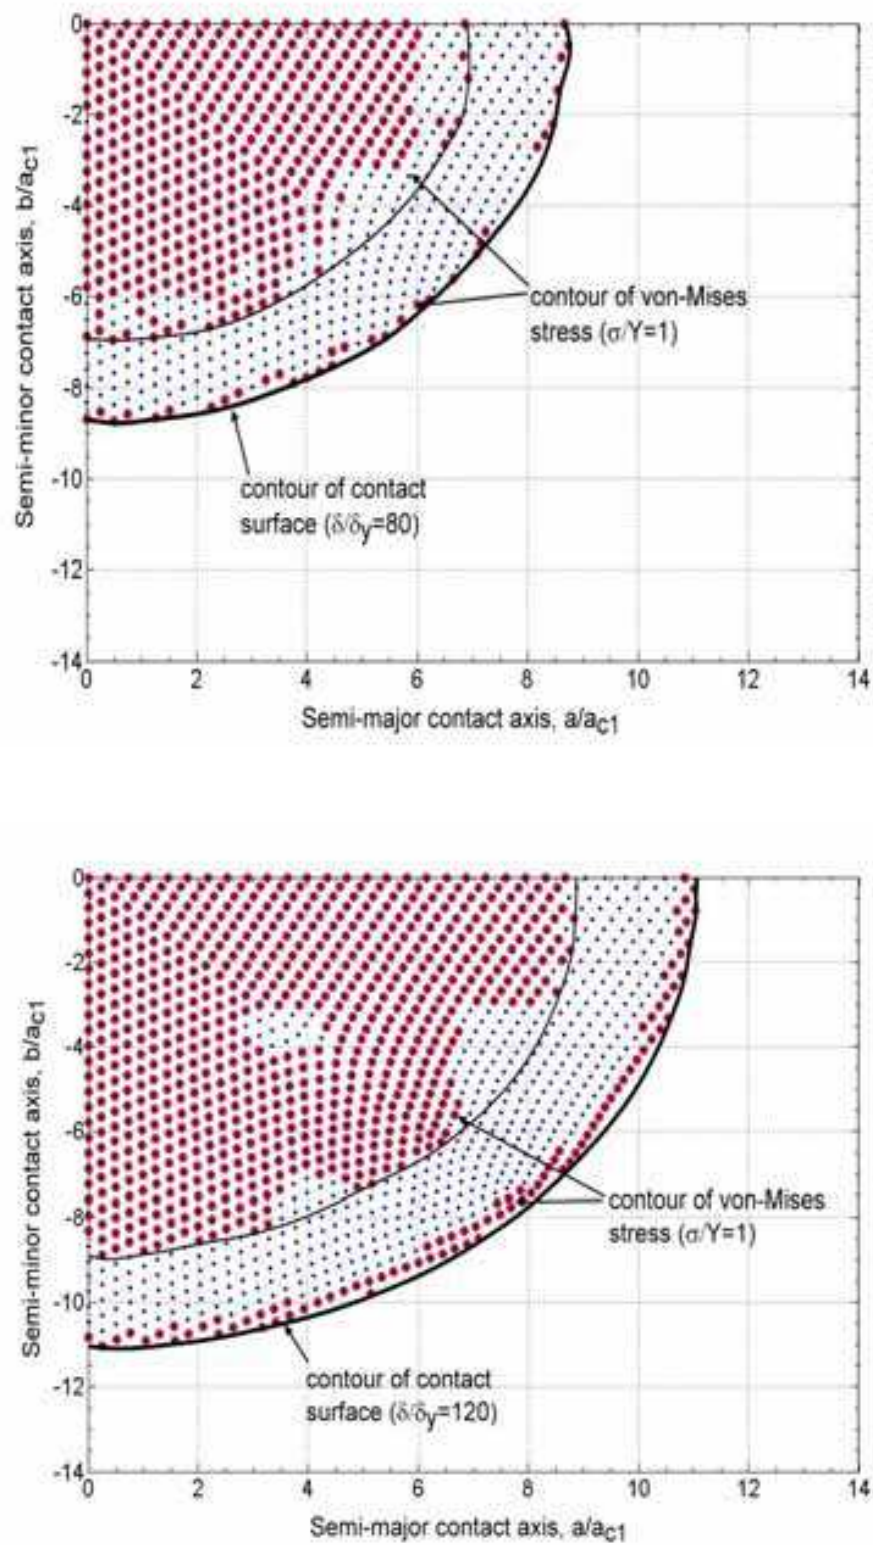 0
-2
-4
-6
-8
-10
-12
-14
Semi-minor contact axis, b/ac1
contour of von-Mises
stress (σ/Y=1)
contour of contact
surface (δ/δy=80)
0 2 4 6 8 10 12 14
Semi-major contact axis, a/ac1
0
-2
-4
-6
-8
-10
-12
-14
Semi-minor contact axis, b/ac1
contour of von-Mises
stress (σ/Y=1)
contour of contact
surface (δ/δy=120)
0 2 4 6 8 10 12 14
Semi-major contact axis, a/ac1